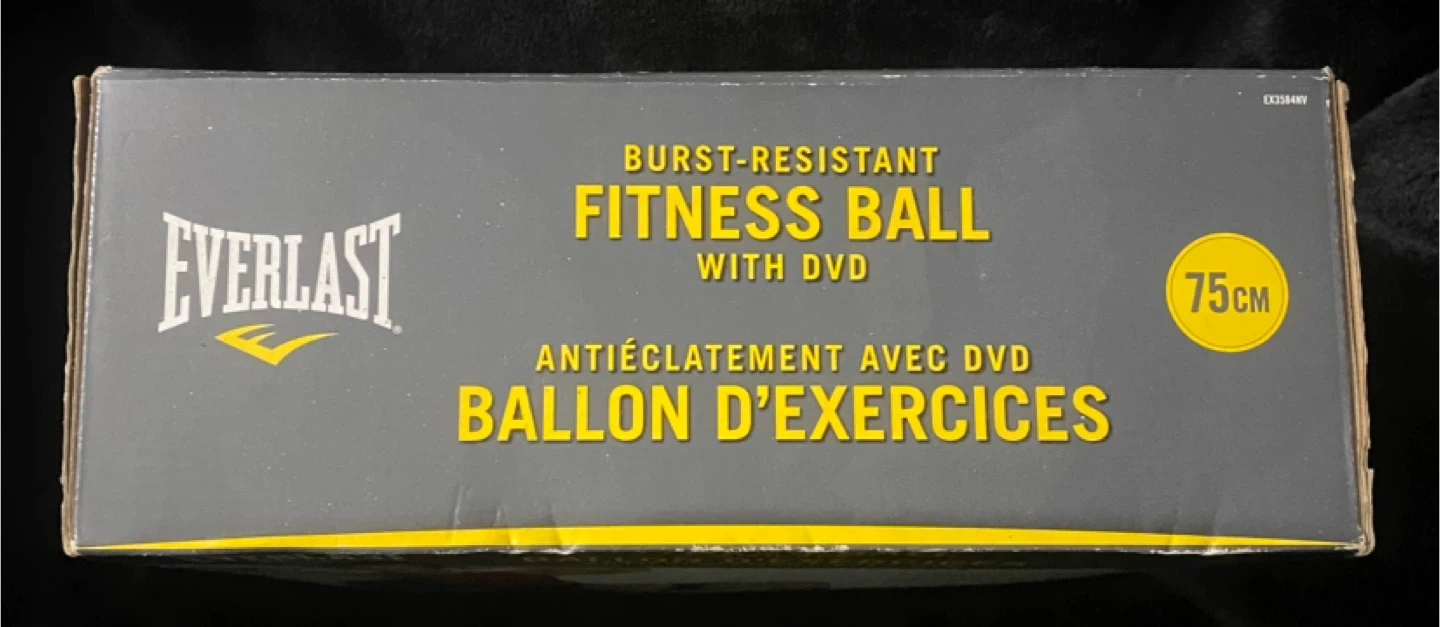 EX3584NV
BURST-RESISTANT
FITNESS BALL
WITH DVD
EVERLAST®
75CM
ANTIÉCLATEMENT AVEC DVD
BALLON D'EXERCICES